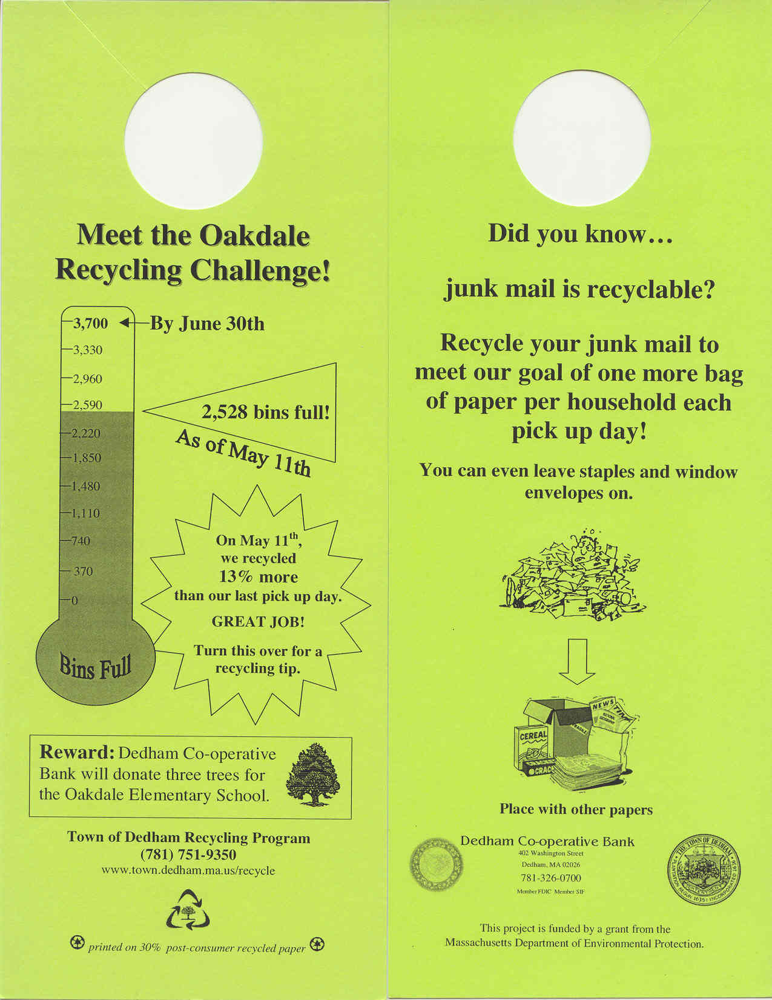 Meet the Oakdale
Recycling Challenge!
3,700
By June 30th
3,330
2,960
2,590
2,528 bins full!
As of May 11th
2,220
1,850
1,480
1,110
740
370
0
Bins Full
On May 11th,
we recycled
13% more
than our last pick up day.
GREAT JOB!
Turn this over for a
recycling tip.
Reward: Dedham Co-operative
Bank will donate three trees for
the Oakdale Elementary School.
Town of Dedham Recycling Program
(781) 751-9350
www.town.dedham.ma.us/recycle
printed on 30% post-consumer recycled paper
Did you know...
junk mail is recyclable?
Recycle your junk mail to
meet our goal of one more bag
of paper per household each
pick up day!
You can even leave staples and window
envelopes on.
NEWS
TIM
FRAGILE
CEREAL
CRAC
Place with other papers
Dedham Co-operative Bank
402 Washington Street
Dedham, MA 02026
781-326-0700
Member FDIC Member SIF
THE TOWN OF DEDHAM
PLANTATION BEGUN 1635 INCORPORATED 1636
CONTENTMENT
This project is funded by a grant from the
Massachusetts Department of Environmental Protection.